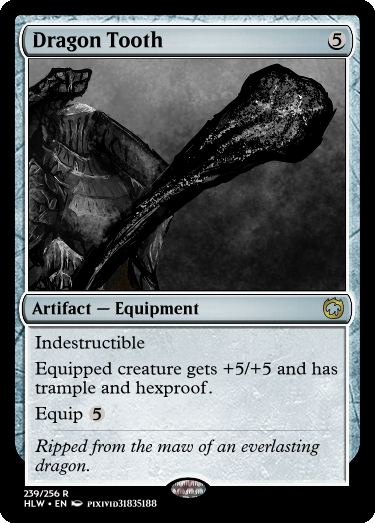 Dragon Tooth 5
Artifact — Equipment
Indestructible
Equipped creature gets +5/+5 and has
trample and hexproof.
Equip 5
Ripped from the maw of an everlasting
dragon.
239/256 R
HLW • EN PIXIVID31835188